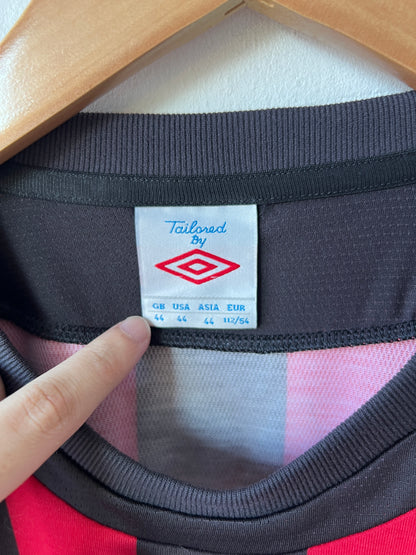 Tailored
By
GB USA ASIA EUR
44 44 44 112/54